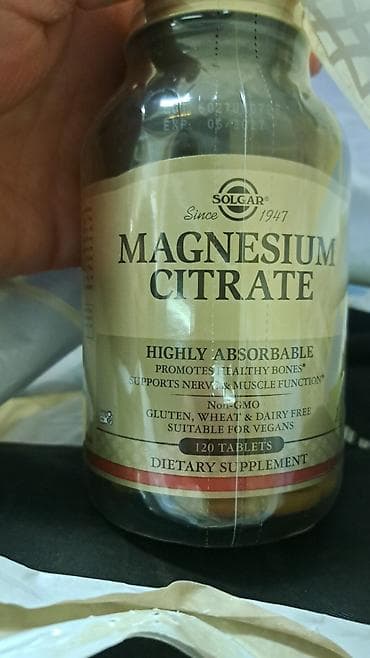 SOLGAR®
Since 1947
MAGNESIUM
CITRATE
HIGHLY ABSORBABLE
PROMOTES HEALTHY BONES*
SUPPORTS NERVE & MUSCLE FUNCTION*
Non-GMO
GLUTEN, WHEAT & DAIRY FREE
SUITABLE FOR VEGANS
120 TABLETS
DIETARY SUPPLEMENT